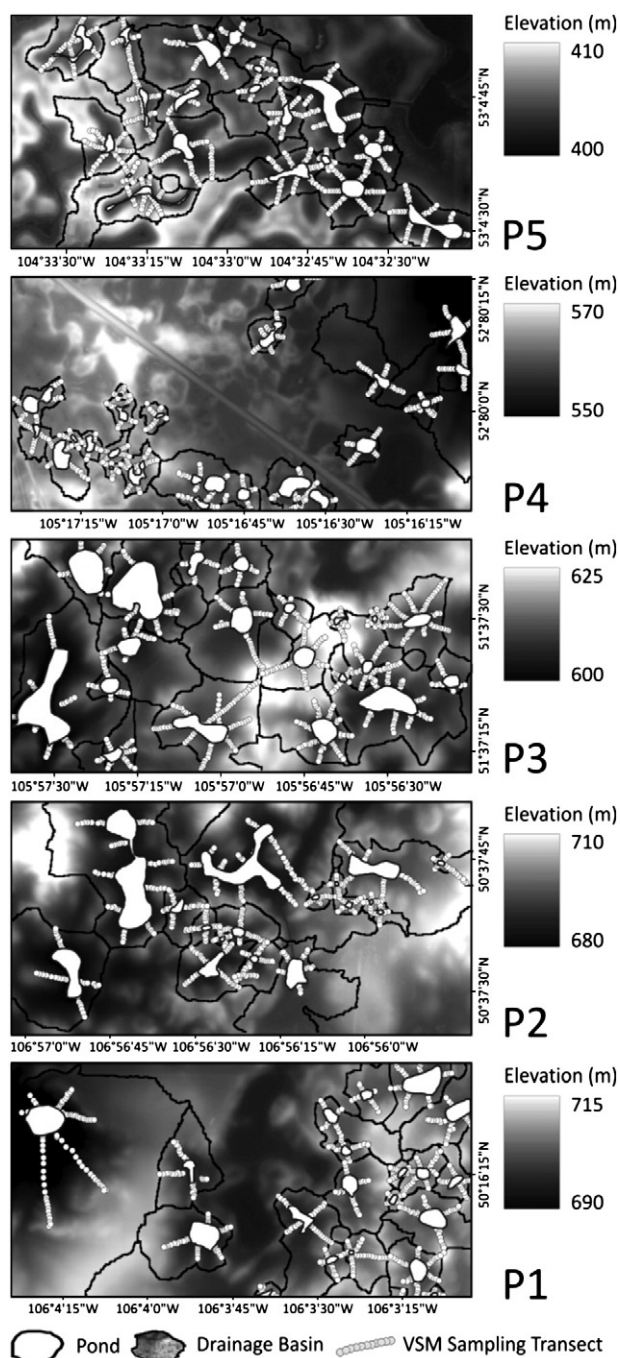 Elevation (m)
410
400
53°4'45"N
53°4'30"N
P5
104°33'30"W 104°33'15"W 104°33'0"W 104°32'45"W 104°32'30"W
Elevation (m)
570
550
52°80'15"N
52°80'0"N
P4
105°17'15"W 105°17'0"W 105°16'45"W 105°16'30"W 105°16'15"W
Elevation (m)
625
600
51°37'30"N
51°37'15"N
P3
105°57'30"W 105°57'15"W 105°57'0"W 105°56'45"W 105°56'30"W
Elevation (m)
710
680
50°37'45"N
50°37'30"N
P2
106°57'0"W 106°56'45"W 106°56'30"W 106°56'15"W 106°56'0"W
Elevation (m)
715
690
50°16'15"N
P1
106°4'15"W 106°4'0"W 106°3'45"W 106°3'30"W 106°3'15"W
Pond Drainage Basin VSM Sampling Transect